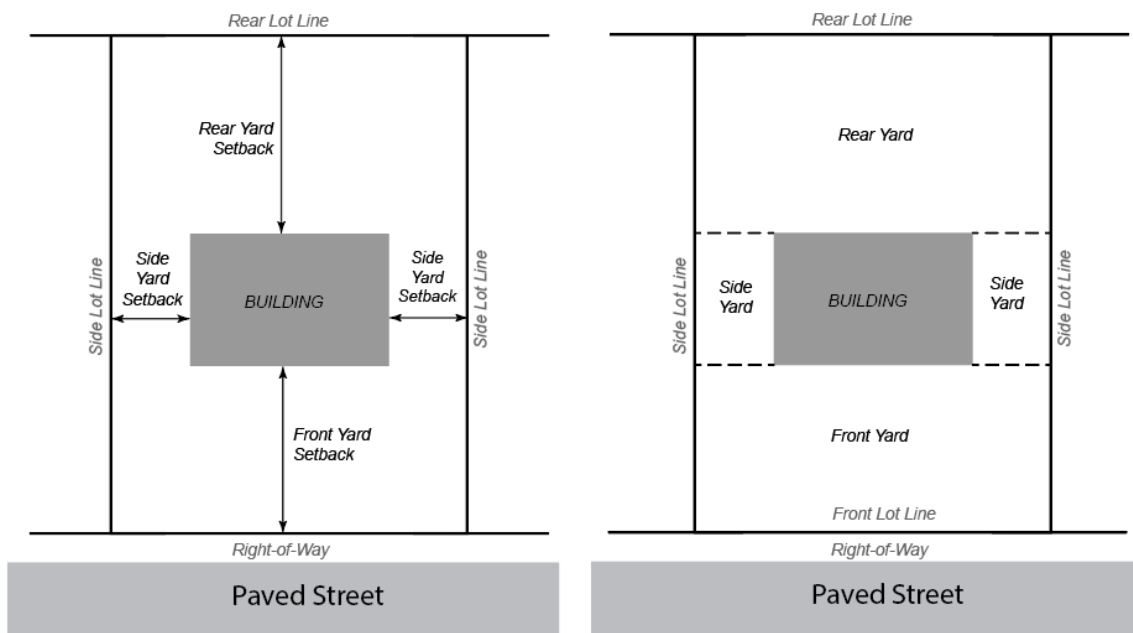 Rear Lot Line
Rear Yard
Setback
Side Lot Line
Side
Yard
Setback
BUILDING
Side
Yard
Setback
Side Lot Line
Front Yard
Setback
Right-of-Way
Paved Street
Rear Lot Line
Rear Yard
Side Lot Line
Side
Yard
BUILDING
Side
Yard
Side Lot Line
Front Yard
Front Lot Line
Right-of-Way
Paved Street